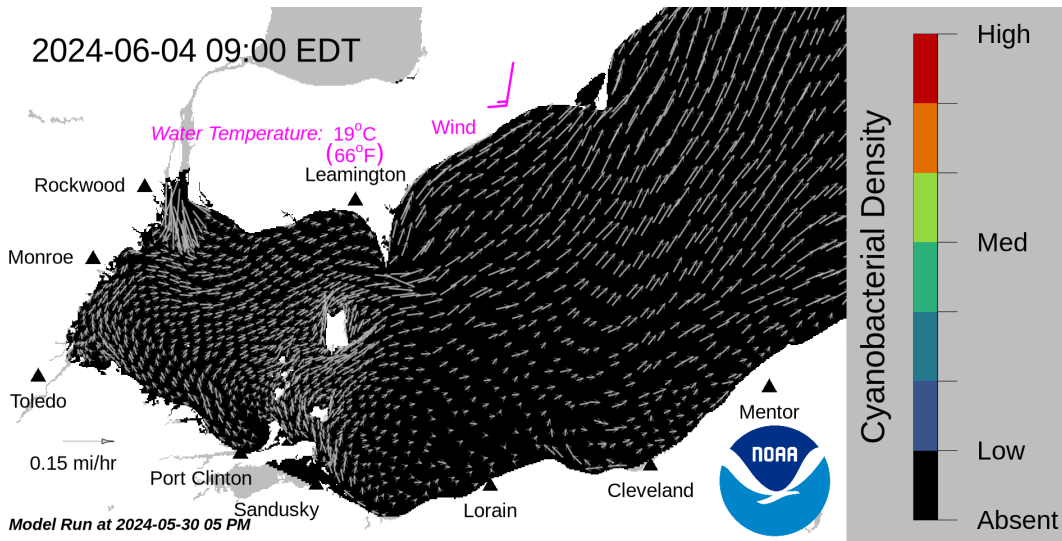 2024-06-04 09:00 EDT
Water Temperature: 19°C
(66°F)
Wind
Leamington
Rockwood
Monroe
Toledo
0.15 mi/hr
Port Clinton
Sandusky
Lorain
Cleveland
Mentor
NOAA
Model Run at 2024-05-30 05 PM
Cyanobacterial Density
High
Med
Low
Absent